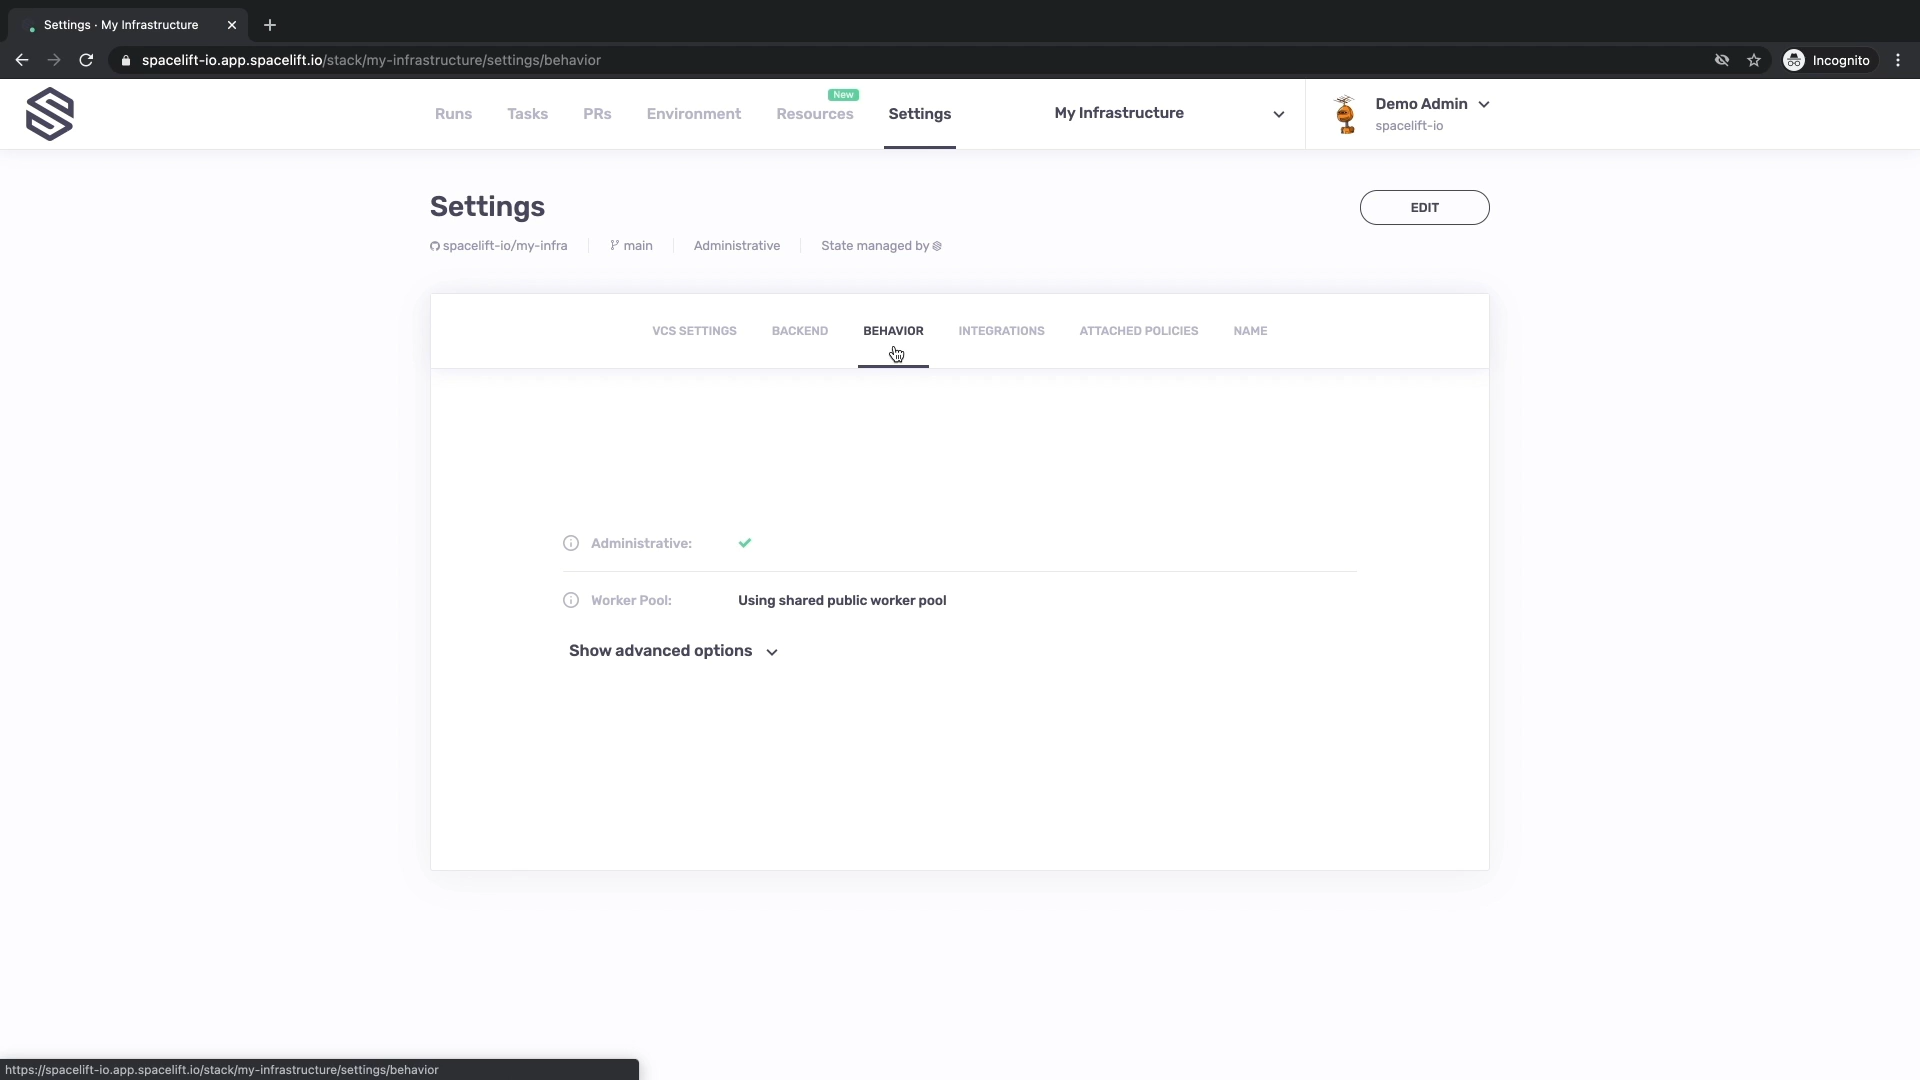 Settings · My Infrastructure
spacelift-io.app.spacelift.io/stack/my-infrastructure/settings/behavior
Incognito
Runs
Tasks
PRs
Environment
Resources
New
Settings
My Infrastructure
Demo Admin
spacelift-io
Settings
EDIT
spacelift-io/my-infra
main
Administrative
State managed by
VCS SETTINGS
BACKEND
BEHAVIOR
INTEGRATIONS
ATTACHED POLICIES
NAME
Administrative:
Worker Pool:
Using shared public worker pool
Show advanced options
https://spacelift-io.app.spacelift.io/stack/my-infrastructure/settings/behavior